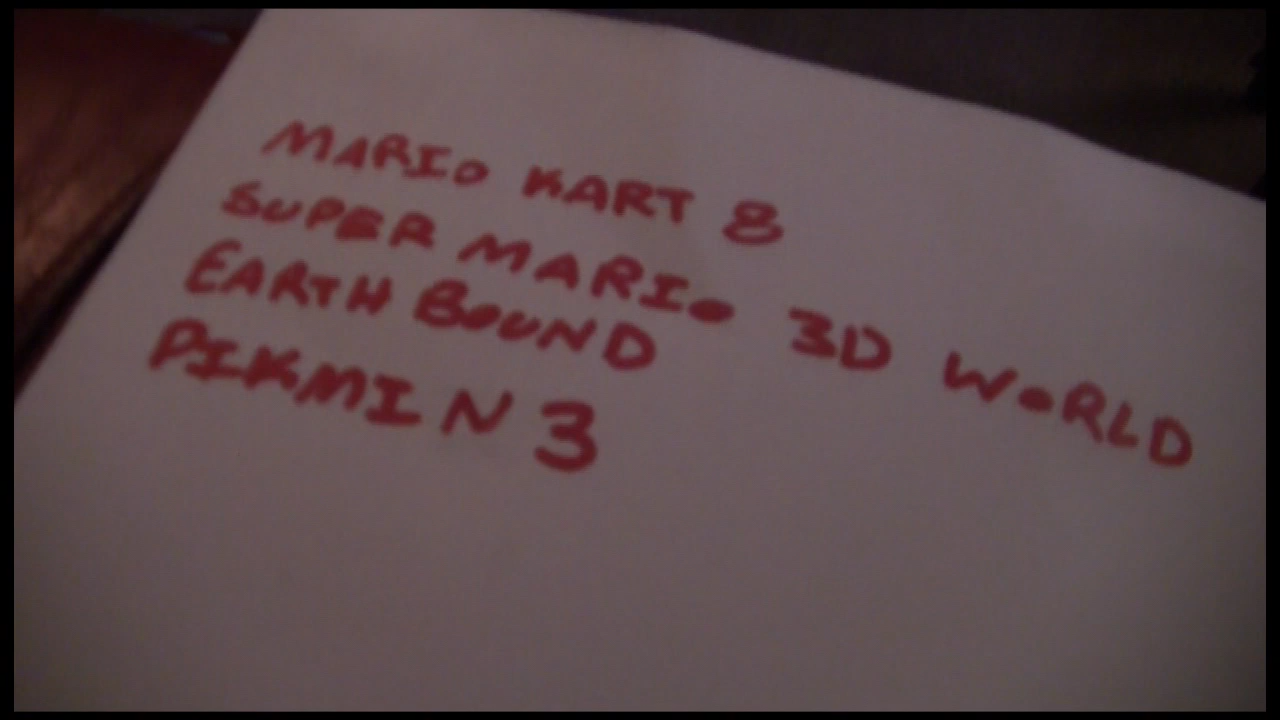 MARIO KART 8
SUPER MARIO 3D WORLD
EARTH BOUND
PIKMIN 3